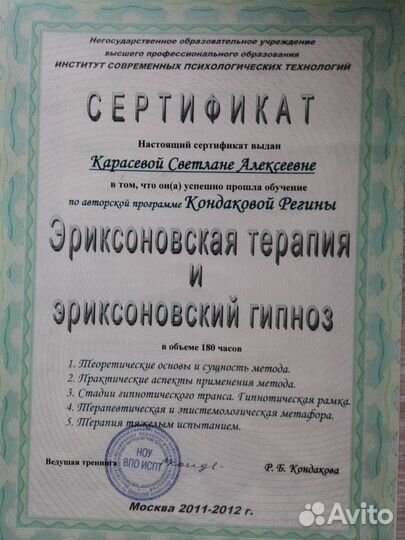 Негосударственное образовательное учреждение
высшего профессионального образования
ИНСТИТУТ СОВРЕМЕННЫХ ПСИХОЛОГИЧЕСКИХ ТЕХНОЛОГИЙ
СЕРТИФИКАТ
Настоящий сертификат выдан
Карасевой Светлане Алексеевне
в том, что он(а) успешно прошла обучение
по авторской программе Кондаковой Регины
Эриксоновская терапия
и
эриксоновский гипноз
в объеме 180 часов
1. Теоретические основы и сущность метода.
2. Практические аспекты применения метода.
3. Стадии гипнотического транса. Гипнотическая рамка.
4. Терапевтическая и эпистемологическая метафора.
5. Терапия тяжелым испытанием.
НОУ
ВПО ИСПТ
Ведущая тренинга
Р. Б. Кондакова
Москва 2011-2012 г.
Avito